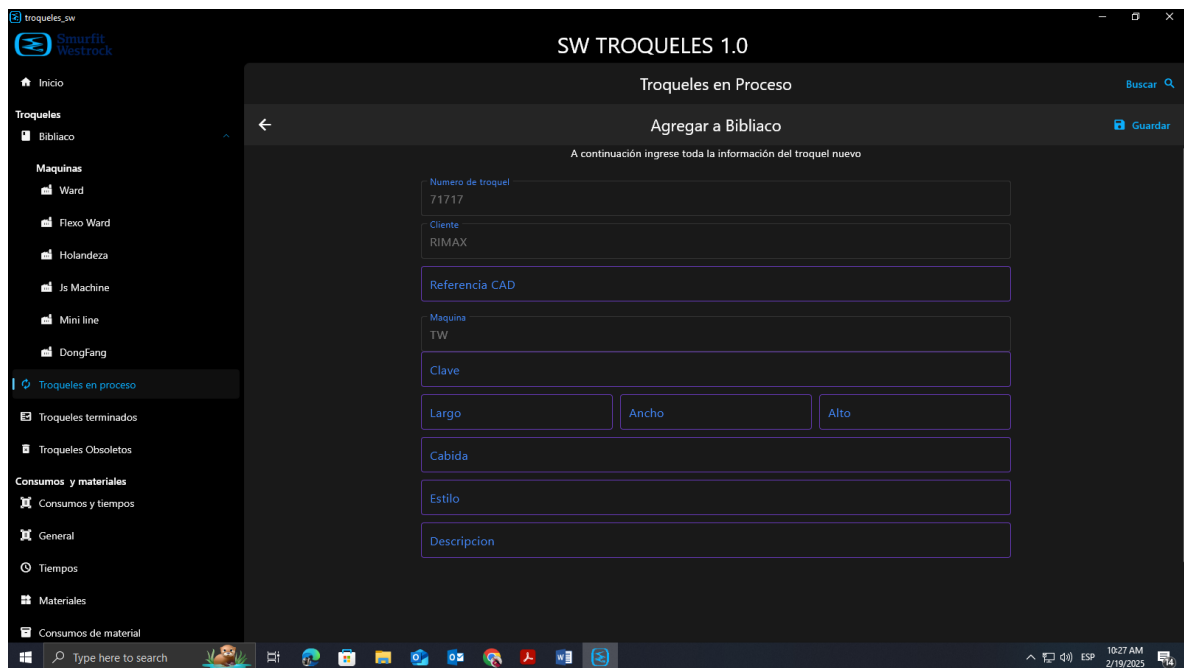 troqueles_sw
Smurfit
Westrock
SW TROQUELES 1.0
Inicio
Troqueles
Bibliaco
Maquinas
Ward
Flexo Ward
Holandeza
Js Machine
Mini line
DongFang
Troqueles en proceso
Troqueles terminados
Troqueles Obsoletos
Consumos y materiales
Consumos y tiempos
General
Tiempos
Materiales
Consumos de material
Troqueles en Proceso
Buscar
Agregar a Bibliaco
Guardar
A continuación ingrese toda la información del troquel nuevo
Numero de troquel
71717
Cliente
RIMAX
Referencia CAD
Maquina
TW
Clave
Largo Ancho Alto
Cabida
Estilo
Descripcion
Type here to search
ESP
10:27 AM
2/19/2025